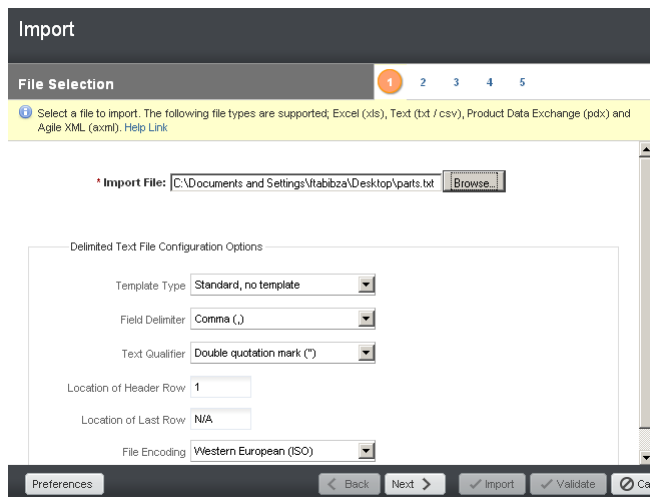 Import
File Selection 1 2 3 4 5
Select a file to import. The following file types are supported; Excel (xls), Text (txt / csv), Product Data Exchange (pdx) and
Agile XML (axml). Help Link
* Import File: C:\Documents and Settings\ftabibza\Desktop\parts.txt Browse...
Delimited Text File Configuration Options
Template Type Standard, no template
Field Delimiter Comma (,)
Text Qualifier Double quotation mark (")
Location of Header Row 1
Location of Last Row N/A
File Encoding Western European (ISO)
Preferences < Back Next > Import Validate Ca